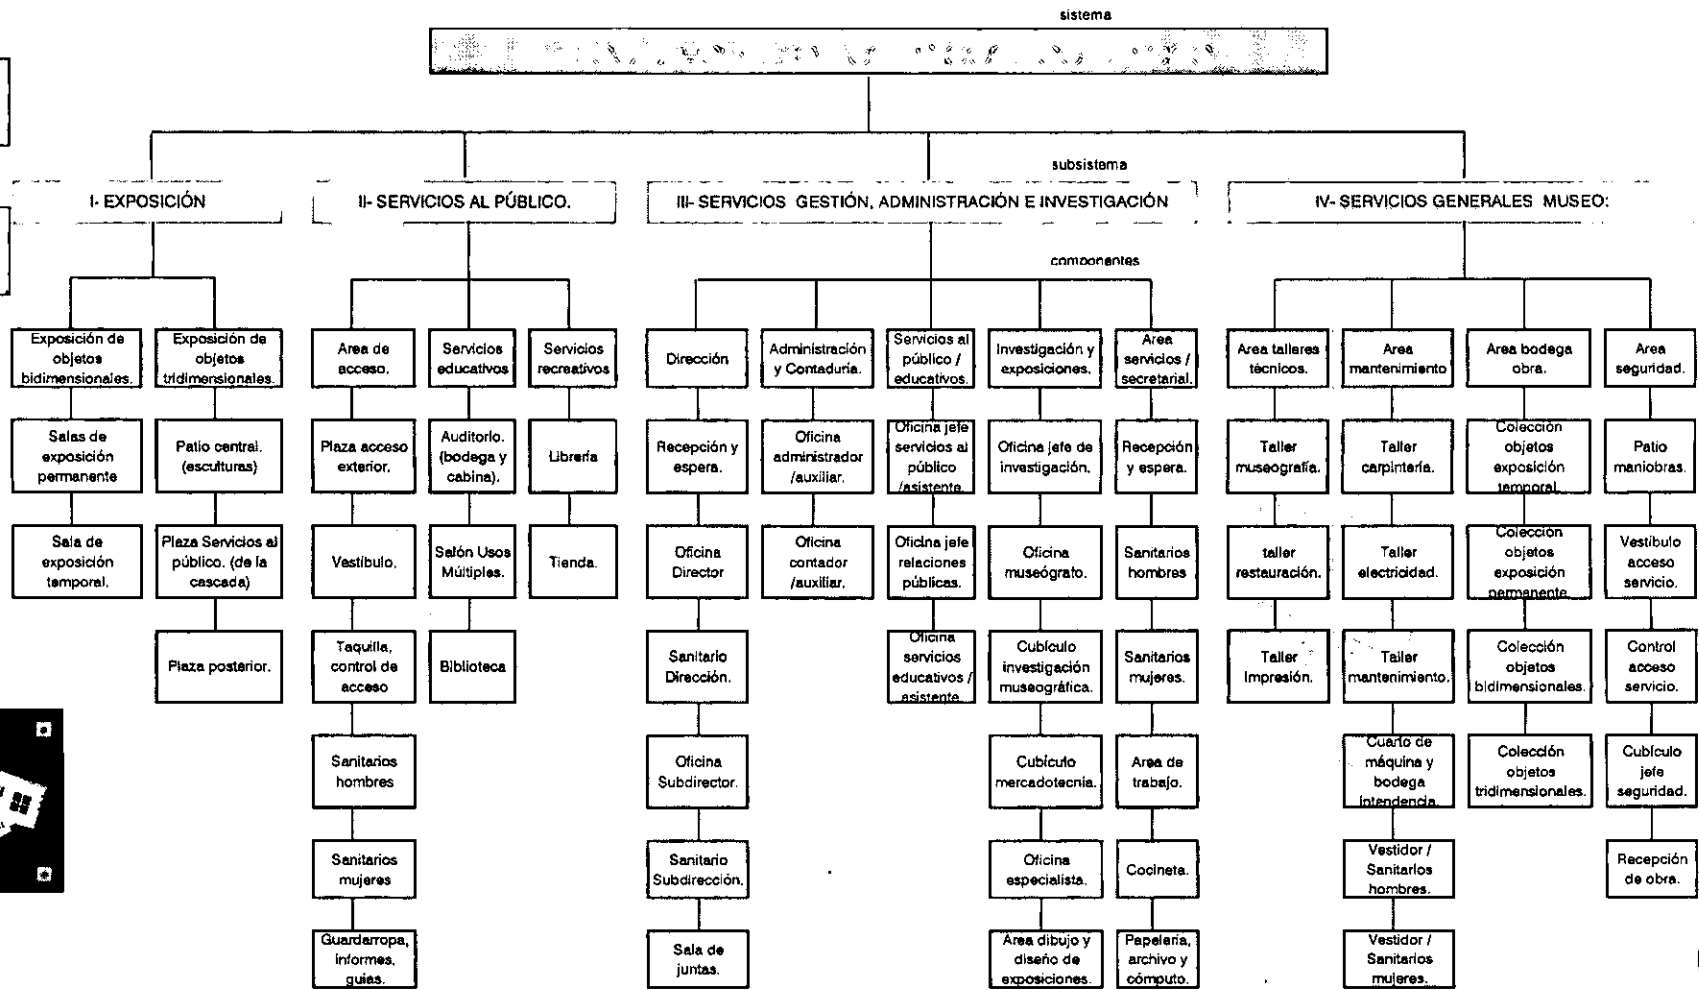 sistema
subsistema
I- EXPOSICIÓN
II- SERVICIOS AL PÚBLICO.
III- SERVICIOS GESTIÓN, ADMINISTRACIÓN E INVESTIGACIÓN
IV- SERVICIOS GENERALES MUSEO:
componentes
Exposición de
objetos
bidimensionales.
Salas de
exposición
permanente
Sala de
exposición
temporal.
Exposición de
objetos
tridimensionales.
Patio central.
(esculturas)
Plaza Servicios al
público. (de la
cascada)
Plaza posterior.
Area de
acceso.
Plaza acceso
exterior.
Vestíbulo.
Taquilla,
control de
acceso
Sanitarios
hombres
Sanitarios
mujeres
Guardarropa,
informes,
guias.
Servicios
educativos
Auditorio.
(bodega y
cabina).
Salón Usos
Múltiples.
Biblioteca
Servicios
recreativos
Librería
Tienda.
Dirección
Recepción y
espera.
Oficina
Director
Sanitario
Dirección.
Oficina
Subdirector.
Sanitario
Subdirección.
Sala de
juntas.
Administración
y Contaduría.
Oficina
administrador
/auxiliar.
Oficina
contador
/auxiliar.
Servicios al
público /
educativos.
Oficina jefe
servicios al
público
/asistente.
Oficina jefe
relaciones
públicas.
Oficina
servicios
educativos /
asistente.
Investigación y
exposiciones.
Oficina jefe de
investigación.
Oficina
museógrato.
Cubículo
investigación
museográfica.
Cubículo
mercadotecnia.
Oficina
especialista.
Área dibujo y
diseño de
exposiciones.
Area
servicios /
secretarial.
Recepción
y espera.
Sanitarios
hombres
Sanitarios
mujeres.
Area de
trabajo.
Cocineta.
Papelería,
archivo y
cómputo.
Area talleres
técnicos.
Taller
museografía.
taller
restauración.
Taller
Impresión.
Area
mantenimiento
Taller
carpintería.
Taller
electricidad.
Taller
mantenimiento.
Cuarto de
máquina y
bodega
intendencia.
Vestidor /
Sanitarios
hombres.
Vestidor /
Sanitarios
mujeres.
Area bodega
obra.
Colección
objetos
exposición
temporal
Colección
objetos
exposición
permanente
Colección
objetos
bidimensionales.
Colección
objetos
tridimensionales.
Area
seguridad.
Patio
maniobras.
Vestíbulo
acceso
servicio.
Control
acceso
servicio.
Cubículo
jefe
seguridad.
Recepción
de obra.